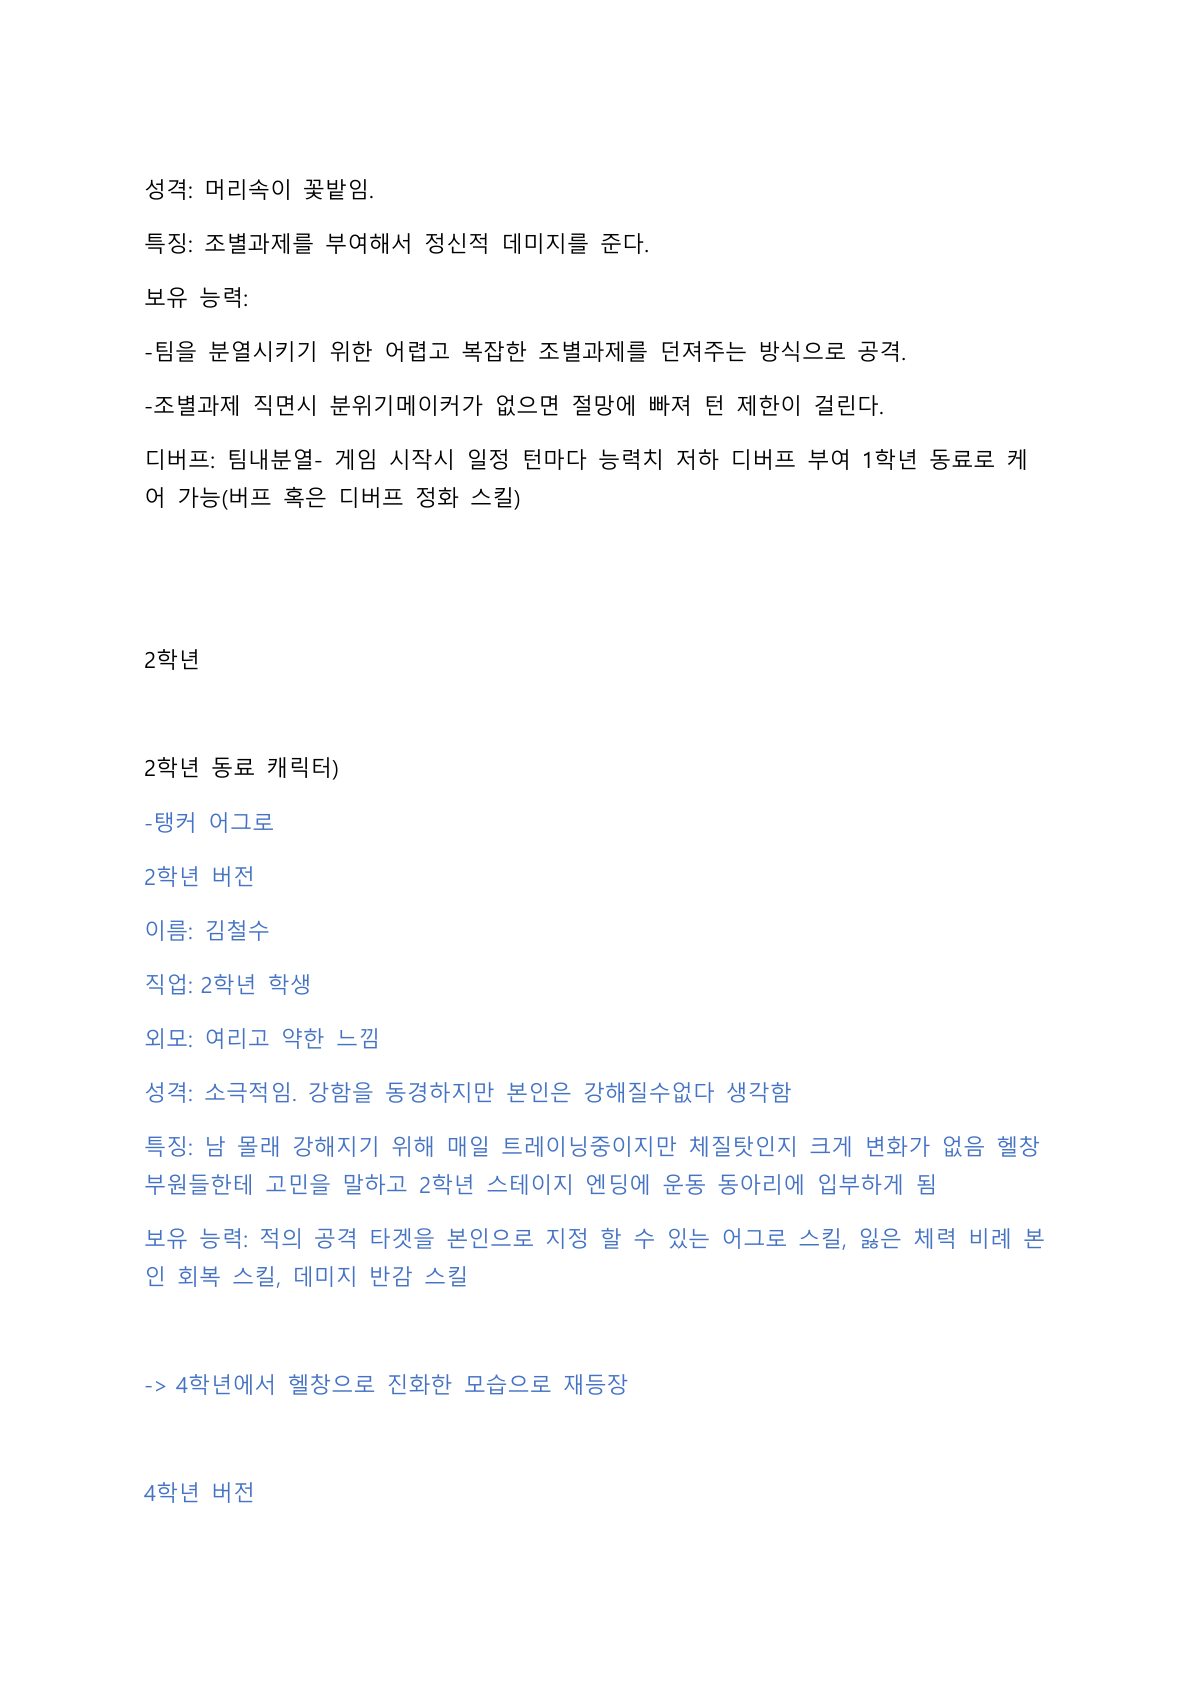 성격: 머리속이 꽃밭임.
특징: 조별과제를 부여해서 정신적 데미지를 준다.
보유 능력:
-팀을 분열시키기 위한 어렵고 복잡한 조별과제를 던져주는 방식으로 공격.
-조별과제 직면시 분위기메이커가 없으면 절망에 빠져 턴 제한이 걸린다.
디버프: 팀내분열- 게임 시작시 일정 턴마다 능력치 저하 디버프 부여 1학년 동료로 케
어 가능(버프 혹은 디버프 정화 스킬)
2학년
2학년 동료 캐릭터)
-탱커 어그로
2학년 버전
이름: 김철수
직업: 2학년 학생
외모: 여리고 약한 느낌
성격: 소극적임. 강함을 동경하지만 본인은 강해질수없다 생각함
특징: 남 몰래 강해지기 위해 매일 트레이닝중이지만 체질탓인지 크게 변화가 없음 헬창
부원들한테 고민을 말하고 2학년 스테이지 엔딩에 운동 동아리에 입부하게 됨
보유 능력: 적의 공격 타겟을 본인으로 지정 할 수 있는 어그로 스킬, 잃은 체력 비례 본
인 회복 스킬, 데미지 반감 스킬
-> 4학년에서 헬창으로 진화한 모습으로 재등장
4학년 버전